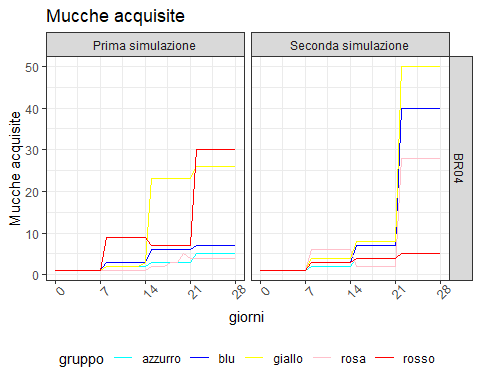 Mucche acquisite
Prima simulazione
Seconda simulazione
Mucche acquisite
50
40
30
20
10
0
BR04
0 7 14 21 28
0 7 14 21 28
giorni
gruppo azzurro blu giallo rosa rosso